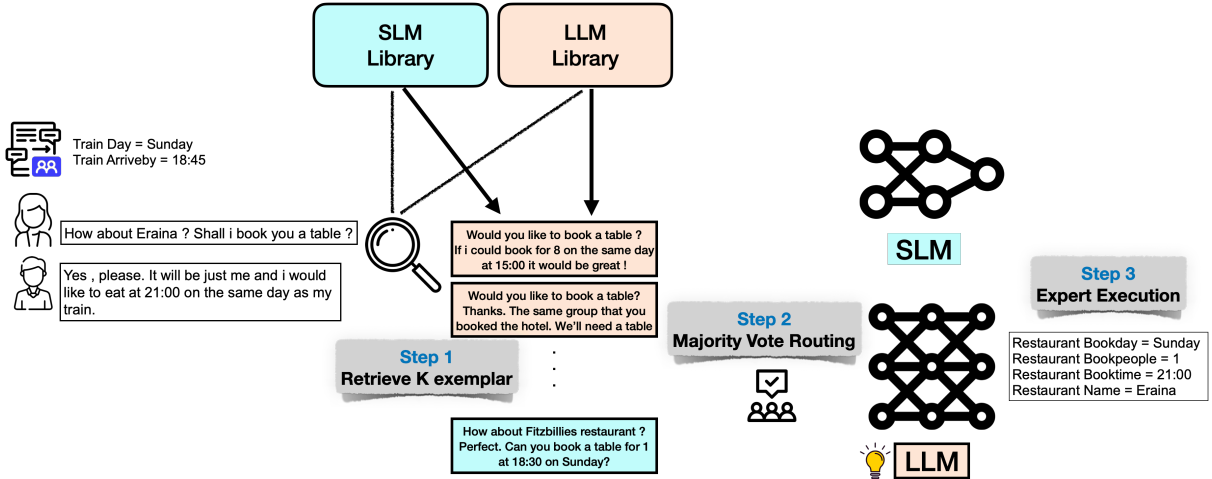 SLM
Library
LLM
Library
Train Day = Sunday
Train Arriveby = 18:45
How about Eraina ? Shall i book you a table ?
Yes , please. It will be just me and i would
like to eat at 21:00 on the same day as my
train.
Would you like to book a table ?
If i could book for 8 on the same day
at 15:00 it would be great !
Would you like to book a table?
Thanks. The same group that you
booked the hotel. We'll need a table
Step 1
Retrieve K exemplar
.
.
.
How about Fitzbillies restaurant ?
Perfect. Can you book a table for 1
at 18:30 on Sunday?
Step 2
Majority Vote Routing
SLM
LLM
Step 3
Expert Execution
Restaurant Bookday = Sunday
Restaurant Bookpeople = 1
Restaurant Booktime = 21:00
Restaurant Name = Eraina